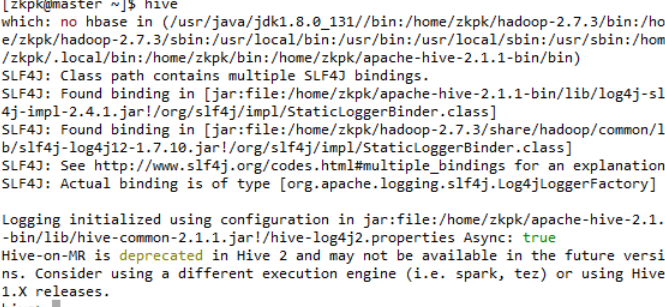 [zkpk@master ~]$ hive
which: no hbase in (/usr/java/jdk1.8.0_131//bin:/home/zkpk/hadoop-2.7.3/bin:/ho
e/zkpk/hadoop-2.7.3/sbin:/usr/local/bin:/usr/bin:/usr/local/sbin:/usr/sbin:/hom
/zkpk/.local/bin:/home/zkpk/bin:/home/zkpk/apache-hive-2.1.1-bin/bin)
SLF4J: Class path contains multiple SLF4J bindings.
SLF4J: Found binding in [jar:file:/home/zkpk/apache-hive-2.1.1-bin/lib/log4j-sl
4j-impl-2.4.1.jar!/org/slf4j/impl/StaticLoggerBinder.class]
SLF4J: Found binding in [jar:file:/home/zkpk/hadoop-2.7.3/share/hadoop/common/l
b/slf4j-log4j12-1.7.10.jar!/org/slf4j/impl/StaticLoggerBinder.class]
SLF4J: See http://www.slf4j.org/codes.html#multiple_bindings for an explanation
SLF4J: Actual binding is of type [org.apache.logging.slf4j.Log4jLoggerFactory]
Logging initialized using configuration in jar:file:/home/zkpk/apache-hive-2.1.
-bin/lib/hive-common-2.1.1.jar!/hive-log4j2.properties Async: true
Hive-on-MR is deprecated in Hive 2 and may not be available in the future versi
ns. Consider using a different execution engine (i.e. spark, tez) or using Hive
1.X releases.